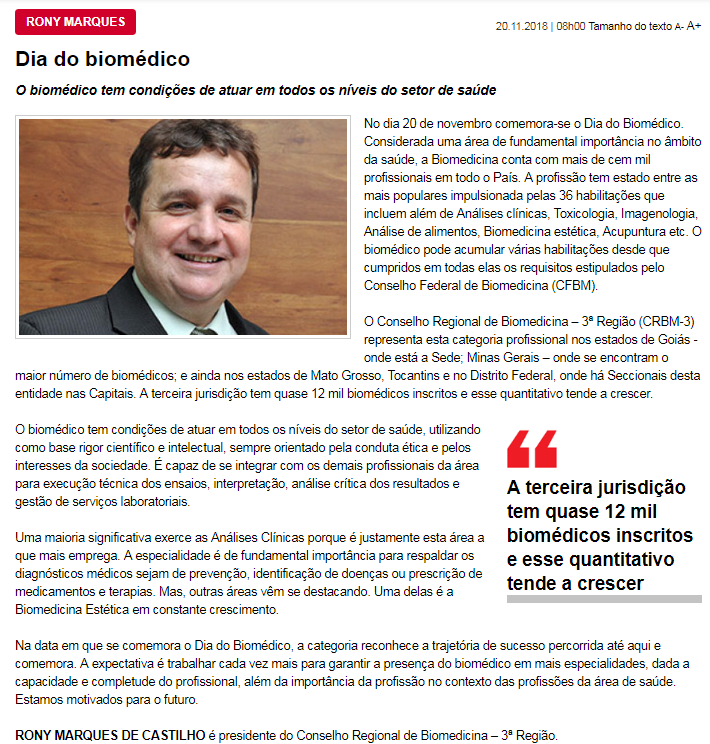 RONY MARQUES
20.11.2018 | 08h00 Tamanho do texto A- A+
Dia do biomédico
O biomédico tem condições de atuar em todos os níveis do setor de saúde
No dia 20 de novembro comemora-se o Dia do Biomédico.
Considerada uma área de fundamental importância no âmbito
da saúde, a Biomedicina conta com mais de cem mil
profissionais em todo o País. A profissão tem estado entre as
mais populares impulsionada pelas 36 habilitações que
incluem além de Análises clínicas, Toxicologia, Imagenologia,
Análise de alimentos, Biomedicina estética, Acupuntura etc. O
biomédico pode acumular várias habilitações desde que
cumpridos em todas elas os requisitos estipulados pelo
Conselho Federal de Biomedicina (CFBM).
O Conselho Regional de Biomedicina – 3ª Região (CRBM-3)
representa esta categoria profissional nos estados de Goiás -
onde está a Sede; Minas Gerais – onde se encontram o
maior número de biomédicos; e ainda nos estados de Mato Grosso, Tocantins e no Distrito Federal, onde há Seccionais desta
entidade nas Capitais. A terceira jurisdição tem quase 12 mil biomédicos inscritos e esse quantitativo tende a crescer.
O biomédico tem condições de atuar em todos os níveis do setor de saúde, utilizando
como base rigor científico e intelectual, sempre orientado pela conduta ética e pelos
interesses da sociedade. É capaz de se integrar com os demais profissionais da área
para execução técnica dos ensaios, interpretação, análise crítica dos resultados e
gestão de serviços laboratoriais.
“
A terceira jurisdição
tem quase 12 mil
biomédicos inscritos
e esse quantitativo
tende a crescer
Uma maioria significativa exerce as Análises Clínicas porque é justamente esta área a
que mais emprega. A especialidade é de fundamental importância para respaldar os
diagnósticos médicos sejam de prevenção, identificação de doenças ou prescrição de
medicamentos e terapias. Mas, outras áreas vêm se destacando. Uma delas é a
Biomedicina Estética em constante crescimento.
Na data em que se comemora o Dia do Biomédico, a categoria reconhece a trajetória de sucesso percorrida até aqui e
comemora. A expectativa é trabalhar cada vez mais para garantir a presença do biomédico em mais especialidades, dada a
capacidade e completude do profissional, além da importância da profissão no contexto das profissões da área de saúde.
Estamos motivados para o futuro.
RONY MARQUES DE CASTILHO é presidente do Conselho Regional de Biomedicina – 3ª Região.